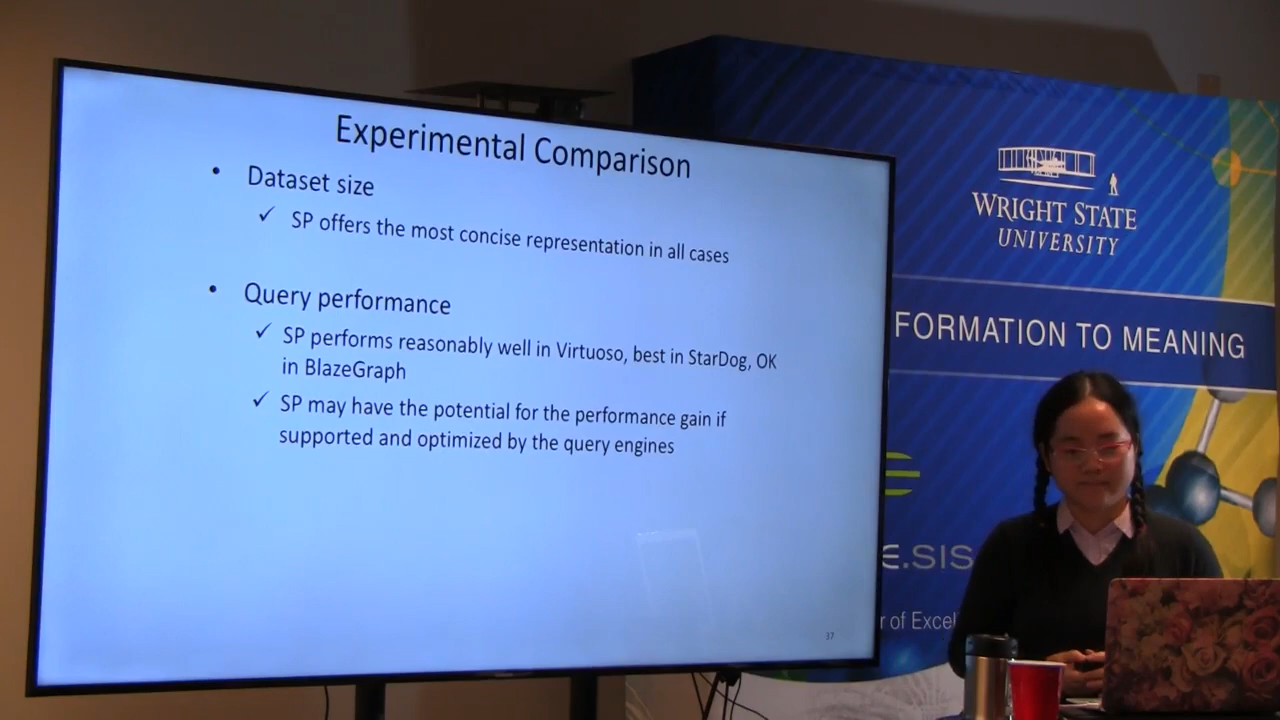 Experimental Comparison
• Dataset size
✓ SP offers the most concise representation in all cases
• Query performance
✓ SP performs reasonably well in Virtuoso, best in StarDog, OK
in BlazeGraph
✓ SP may have the potential for the performance gain if
supported and optimized by the query engines
37
WRIGHT STATE
UNIVERSITY
FORMATION TO MEANING
E.SIS
r of Excel